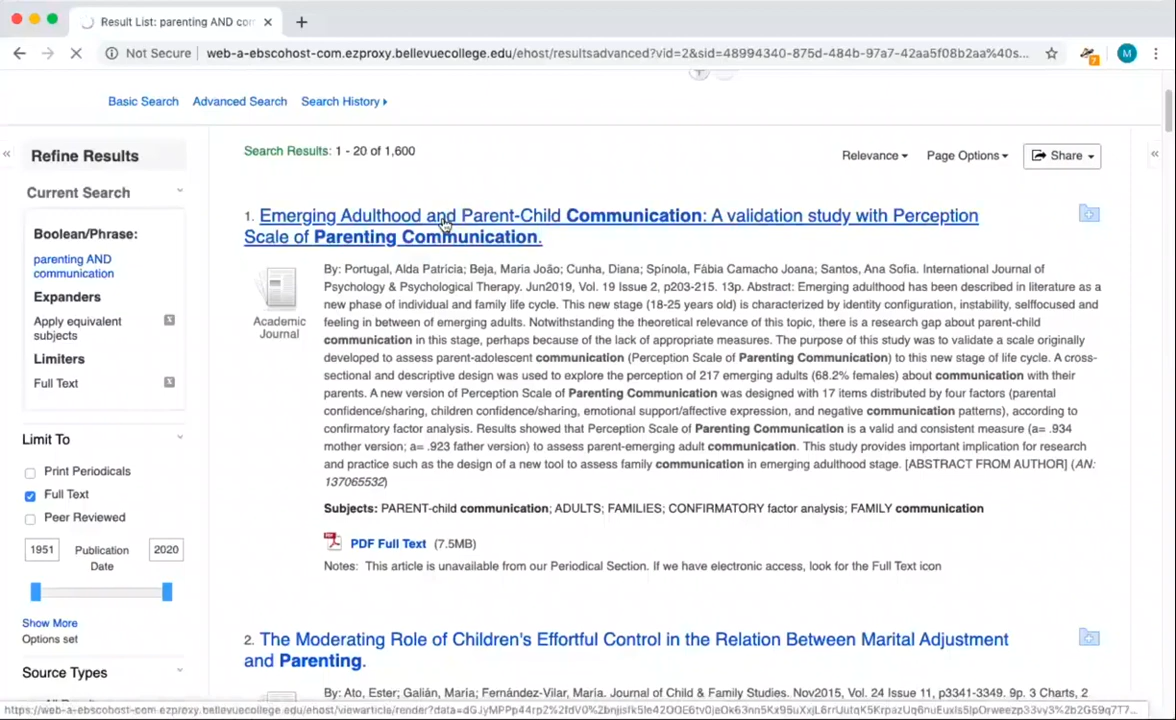 Result List: parenting AND con
Not Secure
web-a-ebscohost-com.ezproxy.bellevuecollege.edu/ehost/resultsadvanced?vid=2&sid=48994340-875d-484b-97a7-42aa5f08b2aa%40s...
7
M
Basic Search Advanced Search Search History
Refine Results
Current Search
Boolean/Phrase:
parenting AND
communication
Expanders
Apply equivalent
subjects
Limiters
Full Text
Limit To
Print Periodicals
Full Text
Peer Reviewed
1951 Publication 2020
Date
Show More
Options set
Source Types
Search Results: 1 - 20 of 1,600
Relevance Page Options Share
1. Emerging Adulthood and Parent-Child Communication: A validation study with Perception
Scale of Parenting Communication.
Academic
Journal
By: Portugal, Alda Patrícia; Beja, Maria João; Cunha, Diana; Spínola, Fábia Camacho Joana; Santos, Ana Sofia. International Journal of
Psychology & Psychological Therapy. Jun2019, Vol. 19 Issue 2, p203-215. 13p. Abstract: Emerging adulthood has been described in literature as a
new phase of individual and family life cycle. This new stage (18-25 years old) is characterized by identity configuration, instability, selffocused and
feeling in between of emerging adults. Notwithstanding the theoretical relevance of this topic, there is a research gap about parent-child
communication in this stage, perhaps because of the lack of appropriate measures. The purpose of this study was to validate a scale originally
developed to assess parent-adolescent communication (Perception Scale of Parenting Communication) to this new stage of life cycle. A cross-
sectional and descriptive design was used to explore the perception of 217 emerging adults (68.2% females) about communication with their
parents. A new version of Perception Scale of Parenting Communication was designed with 17 items distributed by four factors (parental
confidence/sharing, children confidence/sharing, emotional support/affective expression, and negative communication patterns), according to
confirmatory factor analysis. Results showed that Perception Scale of Parenting Communication is a valid and consistent measure (a= .934
mother version; a= .923 father version) to assess parent-emerging adult communication. This study provides important implication for research
and practice such as the design of a new tool to assess family communication in emerging adulthood stage. [ABSTRACT FROM AUTHOR] (AN:
137065532)
Subjects: PARENT-child communication; ADULTS; FAMILIES; CONFIRMATORY factor analysis; FAMILY communication
PDF Full Text (7.5MB)
Notes: This article is unavailable from our Periodical Section. If we have electronic access, look for the Full Text icon
2. The Moderating Role of Children's Effortful Control in the Relation Between Marital Adjustment
and Parenting.
By: Ato, Ester; Galián, María; Fernández-Vilar, María. Journal of Child & Family Studies. Nov2015, Vol. 24 Issue 11, p3341-3349. 9p. 3 Charts, 2